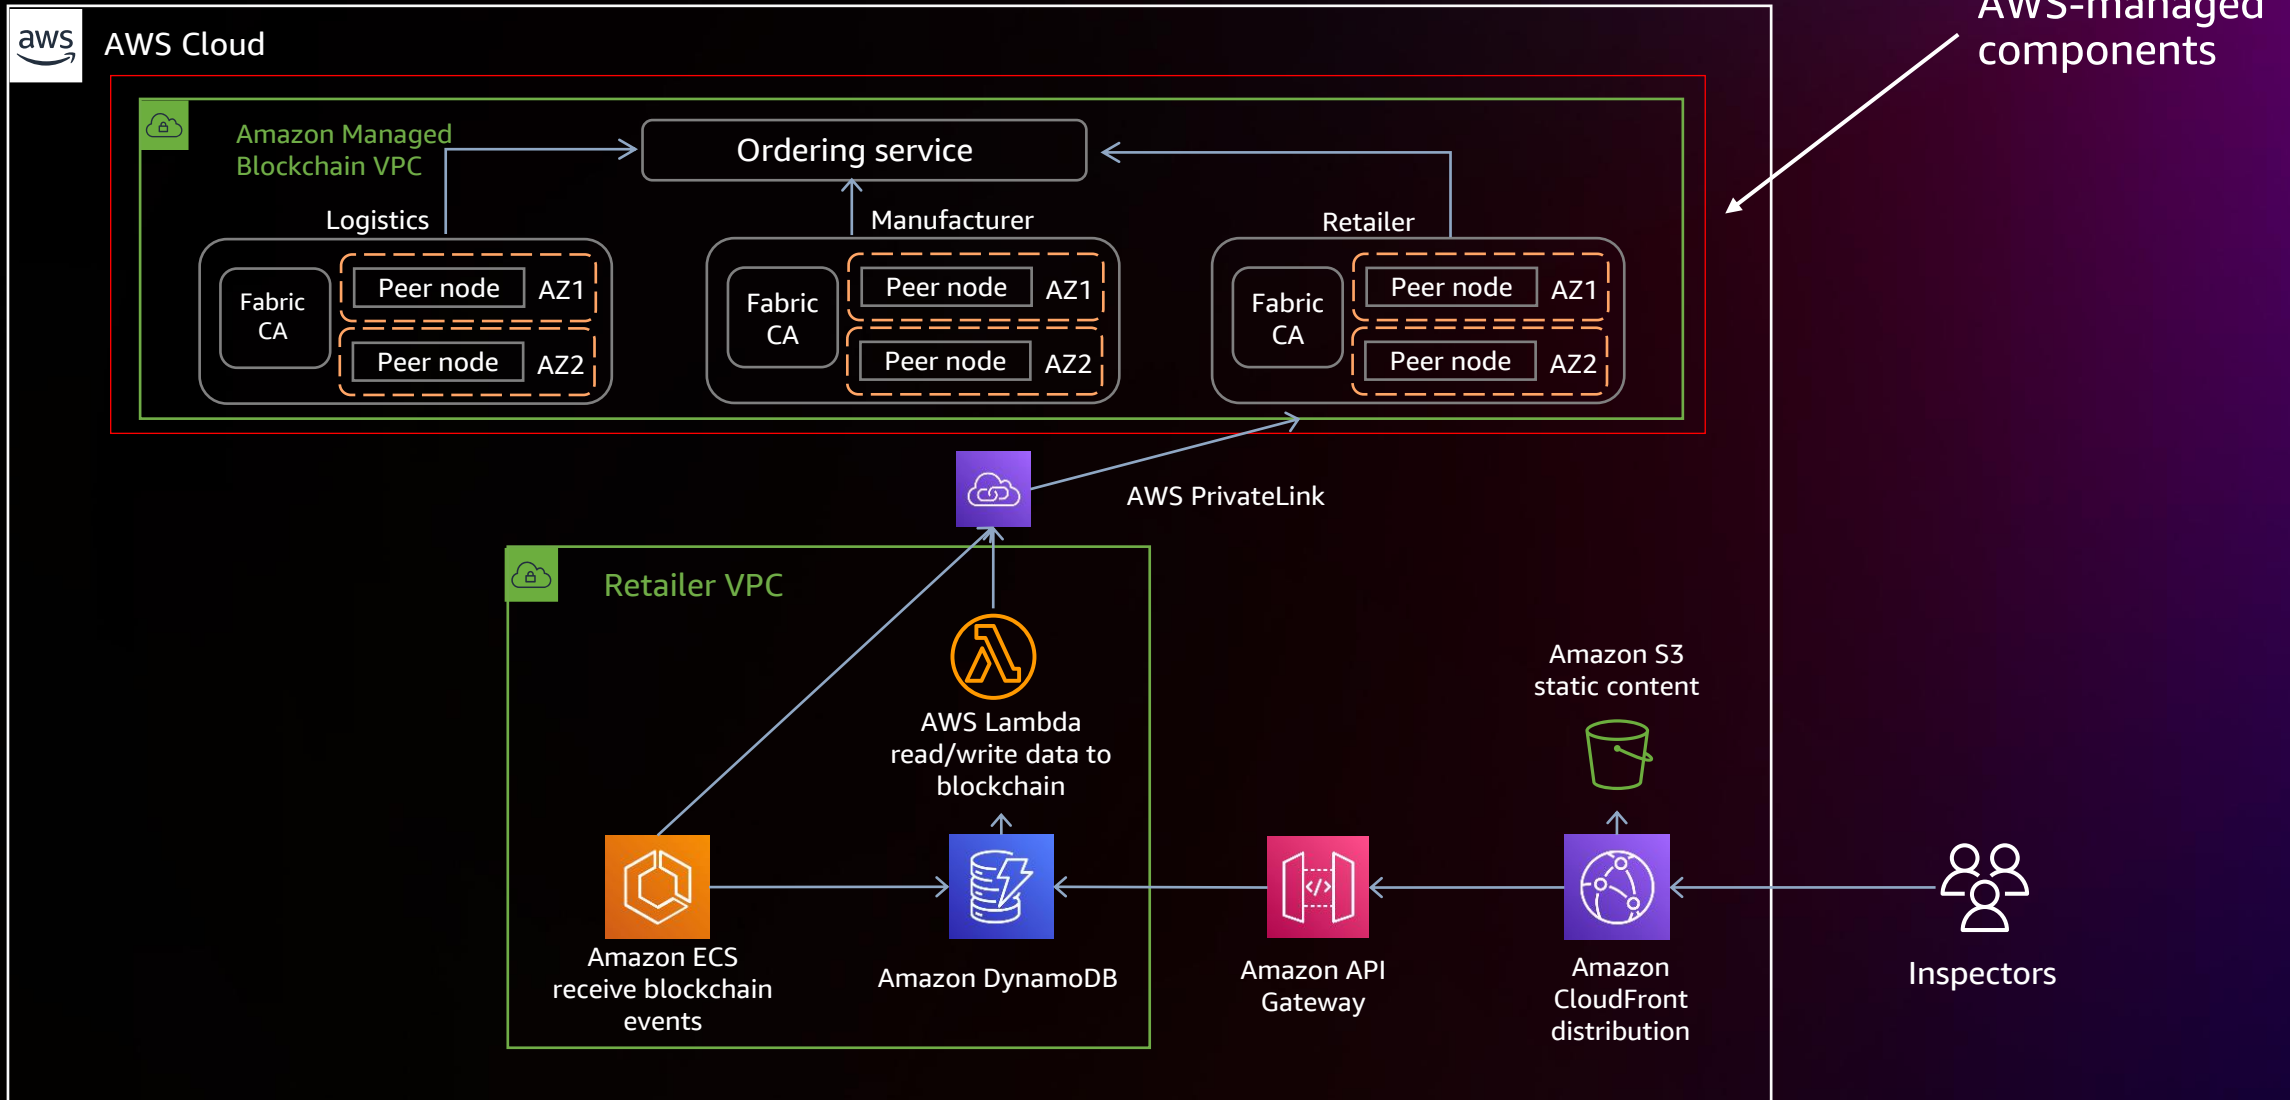 AWS-managed
components
aws
AWS Cloud
Amazon Managed
Blockchain VPC
Ordering service
Logistics
Manufacturer
Retailer
Fabric
CA
Peer node
AZ1
Peer node
AZ2
Fabric
CA
Peer node
AZ1
Peer node
AZ2
Fabric
CA
Peer node
AZ1
Peer node
AZ2
AWS PrivateLink
Retailer VPC
AWS Lambda
read/write data to
blockchain
Amazon S3
static content
</>
Amazon ECS
receive blockchain
events
Amazon DynamoDB
Amazon API
Gateway
Amazon
CloudFront
distribution
Inspectors